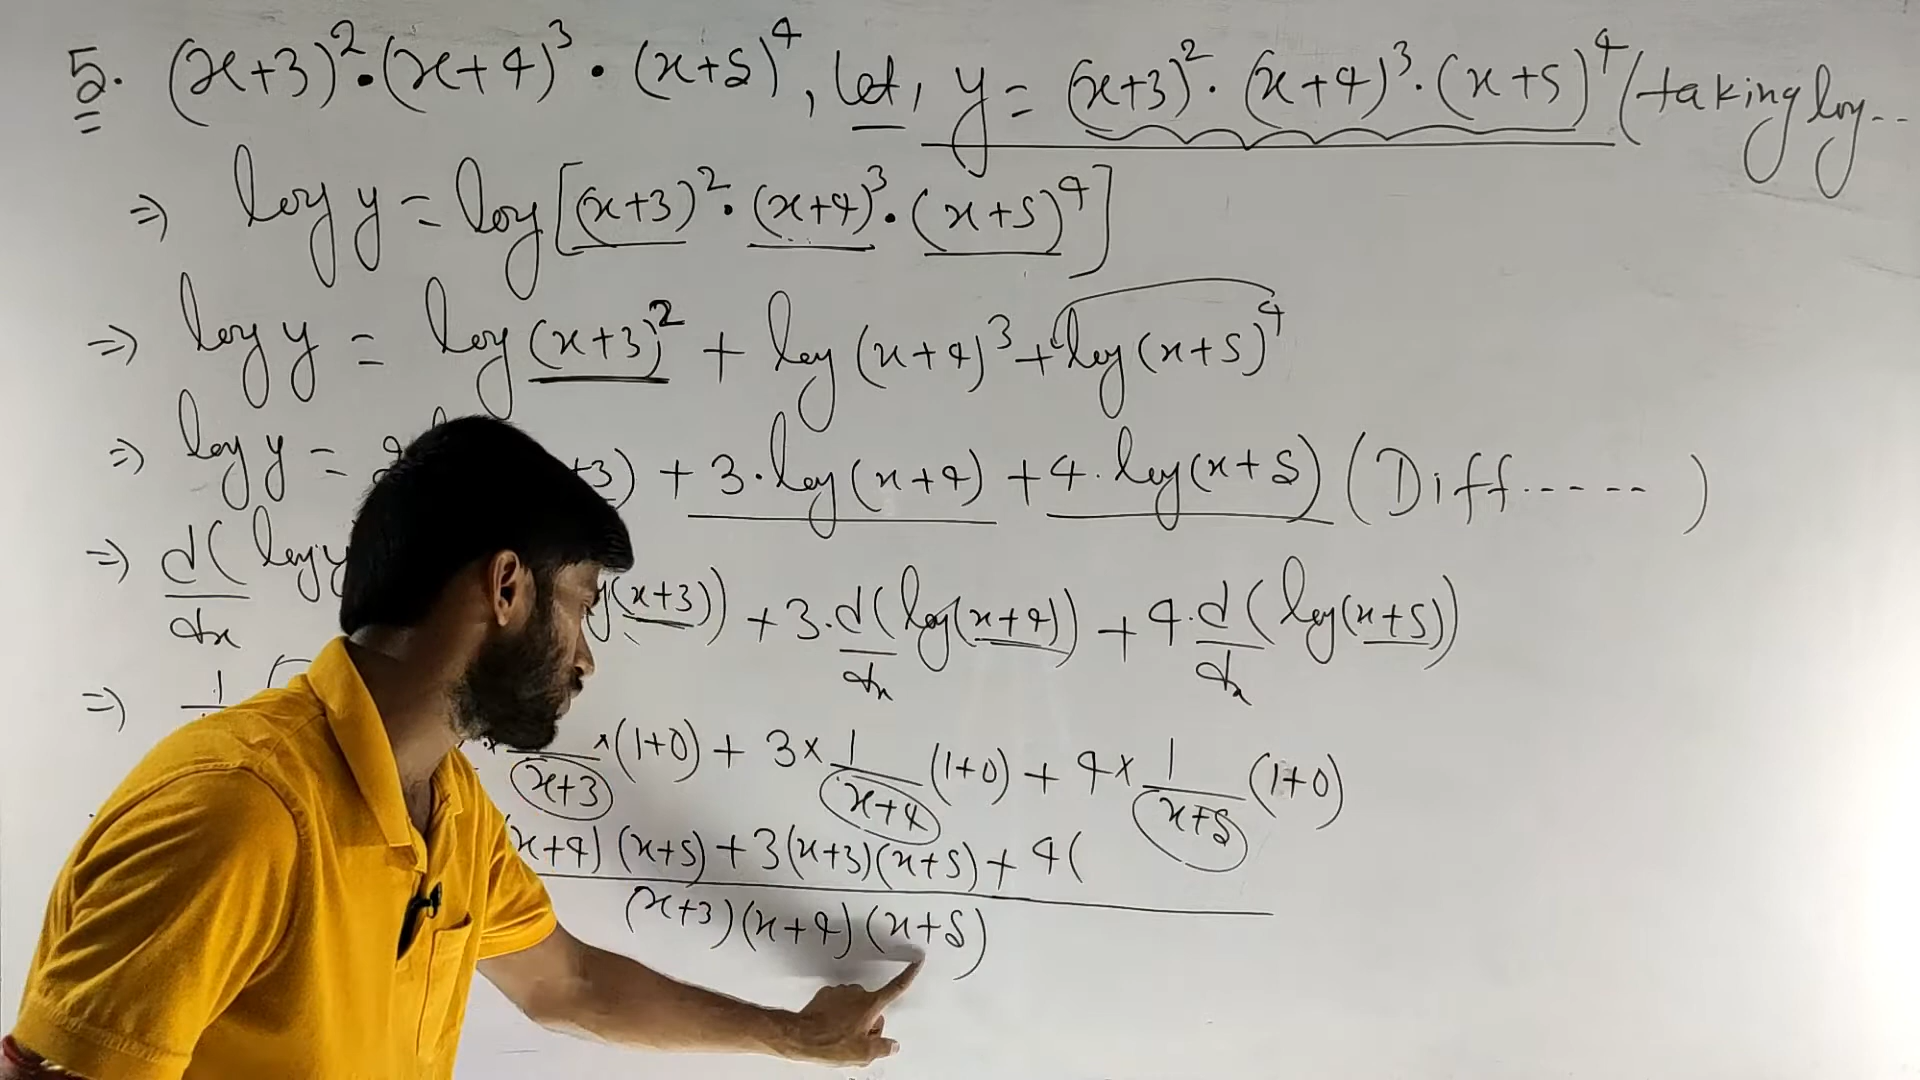 5. (x+3)²·(x+4)³·(x+5)⁴, let, y = (x+3)²·(x+4)³·(x+5)⁴ (taking log..
⇒ log y = log[(x+3)²·(x+4)³·(x+5)⁴]
⇒ log y = log(x+3)² + log(x+4)³ + log(x+5)⁴
⇒ log y = 2 +3) + 3·log(x+4) + 4·log(x+5) (Diff.....)
⇒ d/dx (log y (x+3)) + 3·d/dx (log(x+4)) + 4·d/dx (log(x+5))
⇒ 1 × 1/(x+3) × (1+0) + 3 × 1/(x+4) (1+0) + 4 × 1/(x+5) (1+0)
(x+4)(x+5) + 3(x+3)(x+5) + 4(
(x+3)(x+4)(x+5)